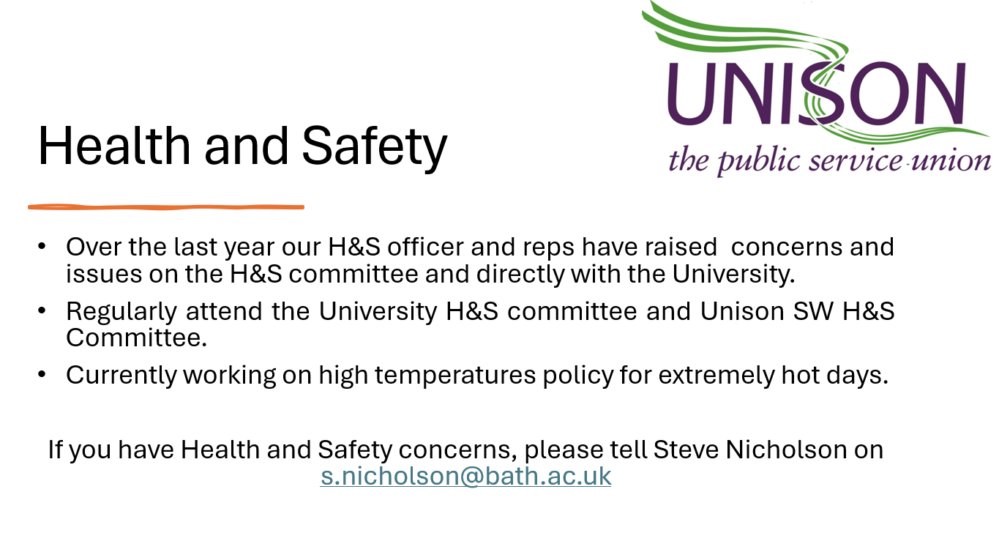 UNISON
the public service union
Health and Safety
• Over the last year our H&S officer and reps have raised  concerns and
issues on the H&S committee and directly with the University.
• Regularly attend the University H&S committee and Unison SW H&S
Committee.
• Currently working on high temperatures policy for extremely hot days.
If you have Health and Safety concerns, please tell Steve Nicholson on
s.nicholson@bath.ac.uk